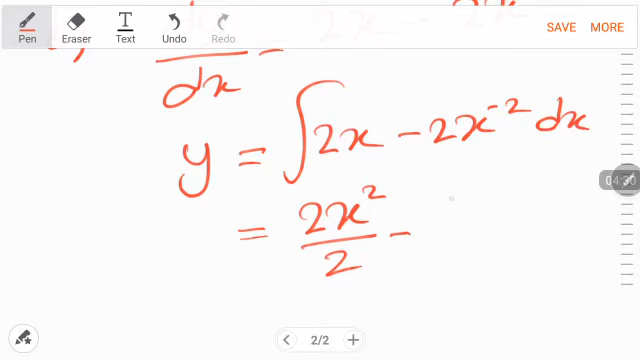 Pen Eraser Text Undo Redo SAVE MORE
dx
y = ∫ 2x − 2x⁻² dx
= 2x²/2 −
04:30
2/2